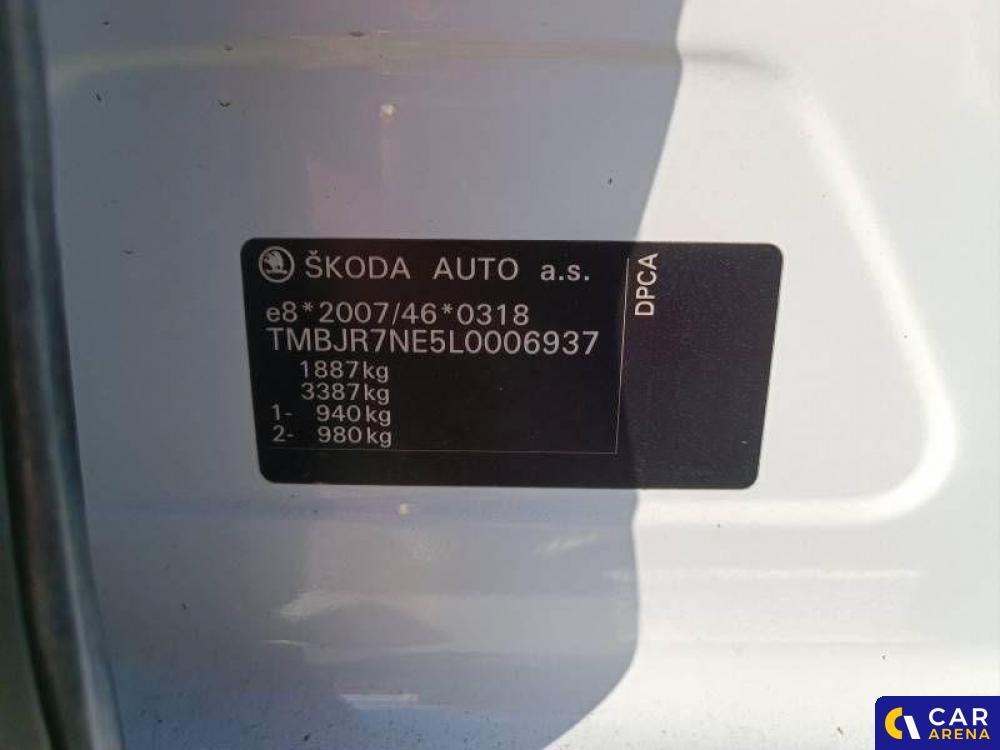 ŠKODA AUTO a.s.
e8*2007/46*0318
TMBJR7NE5L0006937
1887kg
3387kg
1- 940kg
2- 980kg
DPCA
CAR
ARENA